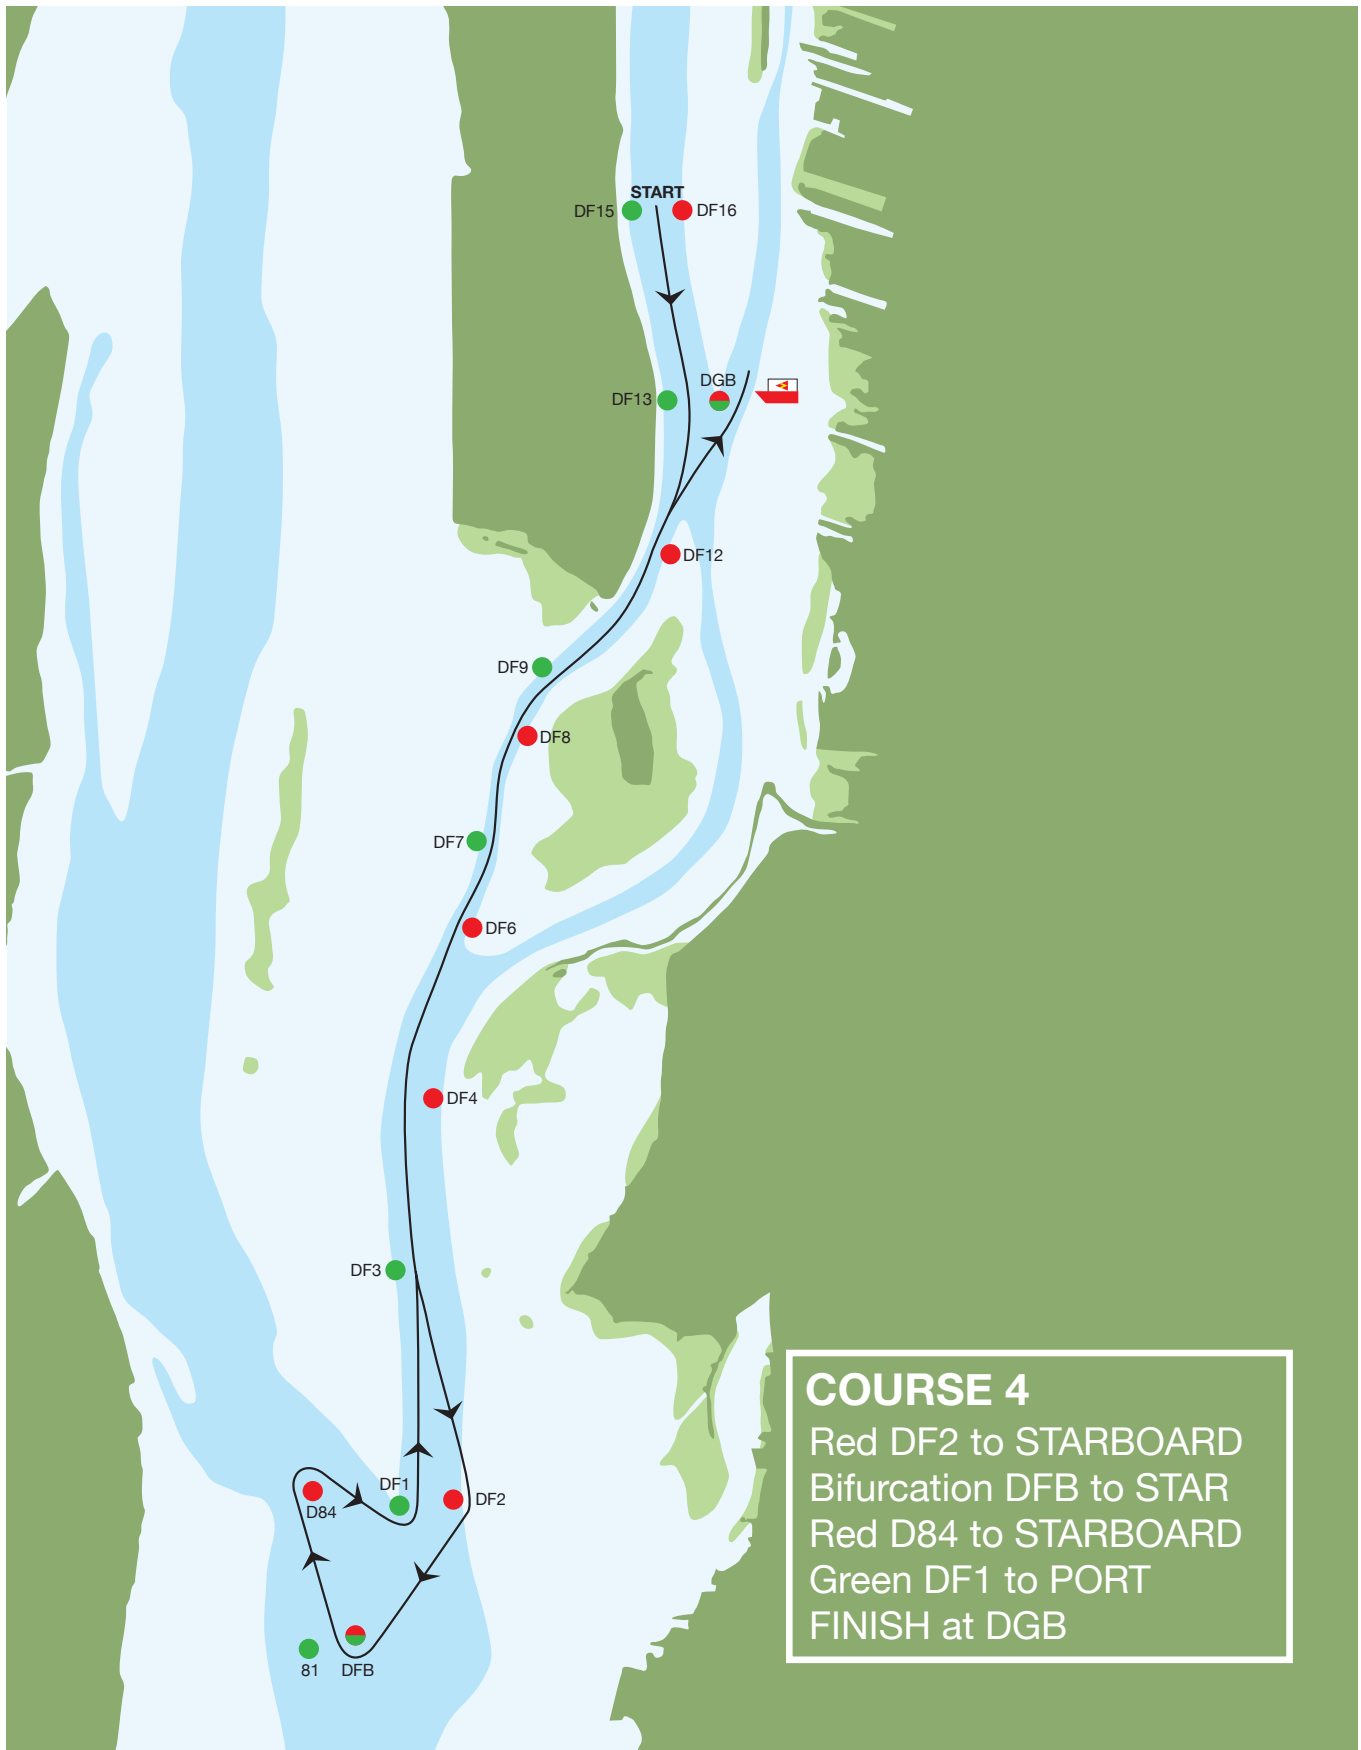 START
DF15
DF16
DGB
DF13
DF12
DF9
DF8
DF7
DF6
DF4
DF3
DF1
DF2
D84
81
DFB
COURSE 4
Red DF2 to STARBOARD
Bifurcation DFB to STAR
Red D84 to STARBOARD
Green DF1 to PORT
FINISH at DGB